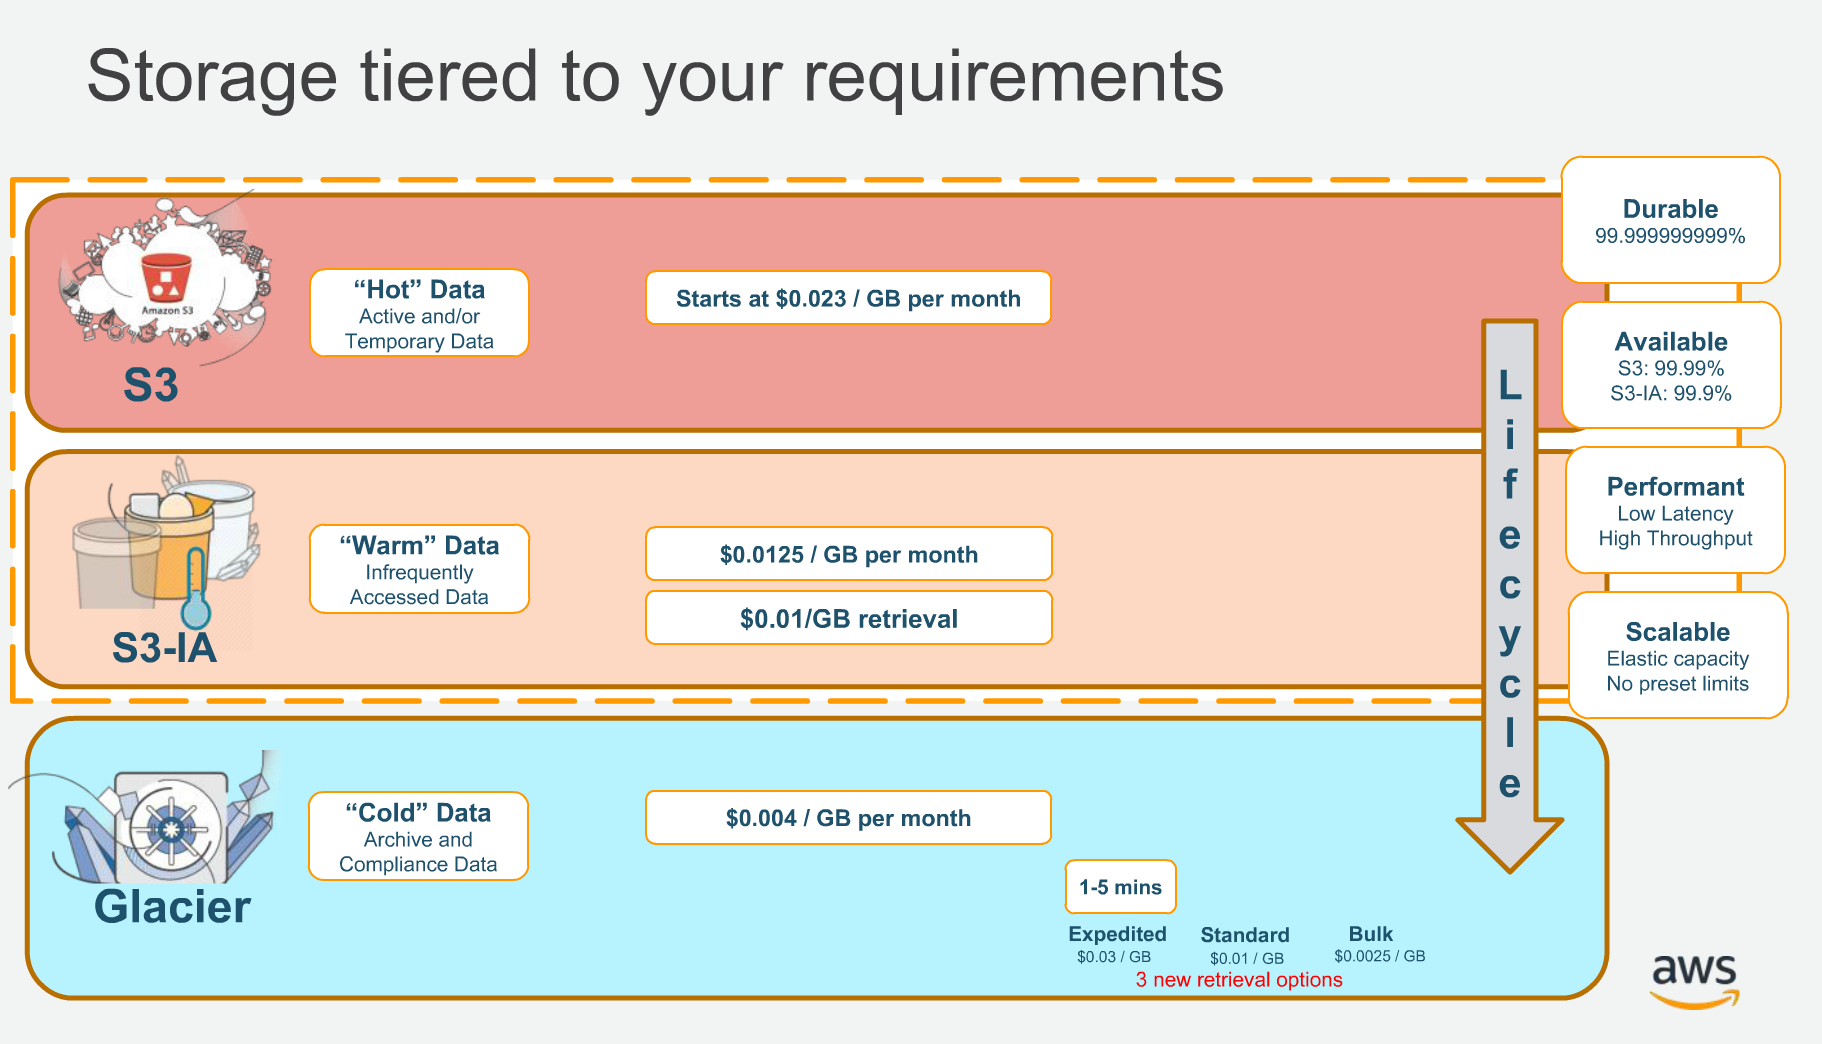 Storage tiered to your requirements
Amazon S3
S3
“Hot” Data
Active and/or
Temporary Data
Starts at $0.023 / GB per month
S3-IA
“Warm” Data
Infrequently
Accessed Data
$0.0125 / GB per month
$0.01/GB retrieval
Glacier
“Cold” Data
Archive and
Compliance Data
$0.004 / GB per month
1-5 mins
Expedited
$0.03 / GB
Standard
$0.01 / GB
Bulk
$0.0025 / GB
3 new retrieval options
Lifecycle
Durable
99.999999999%
Available
S3: 99.99%
S3-IA: 99.9%
Performant
Low Latency
High Throughput
Scalable
Elastic capacity
No preset limits
aws